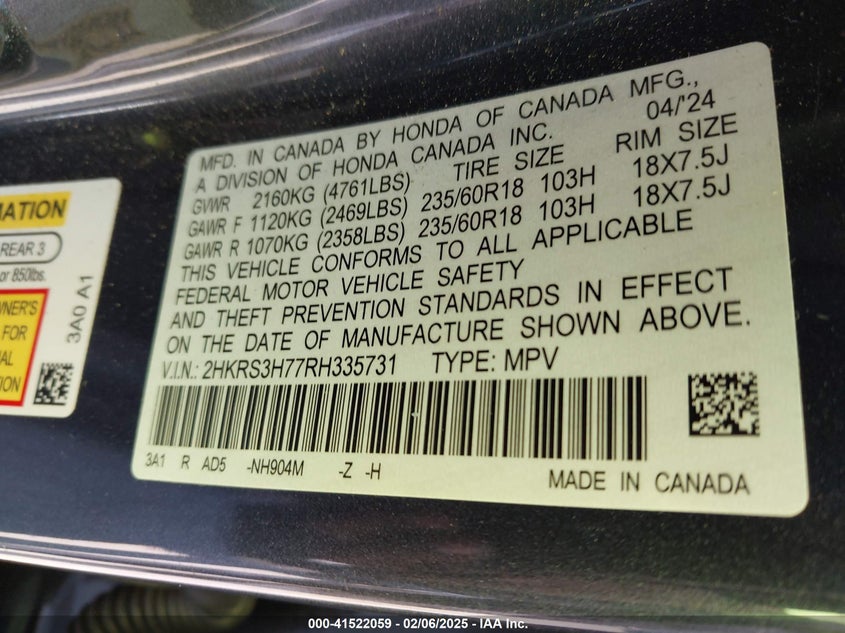 MFD. IN CANADA BY HONDA OF CANADA MFG.,
A DIVISION OF HONDA CANADA INC. 04/'24
GVWR 2160KG (4761LBS) TIRE SIZE RIM SIZE
GAWR F 1120KG (2469LBS) 235/60R18 103H 18X7.5J
GAWR R 1070KG (2358LBS) 235/60R18 103H 18X7.5J
THIS VEHICLE CONFORMS TO ALL APPLICABLE
FEDERAL MOTOR VEHICLE SAFETY
AND THEFT PREVENTION STANDARDS IN EFFECT
ON THE DATE OF MANUFACTURE SHOWN ABOVE.
V.I.N.: 2HKRS3H77RH335731 TYPE: MPV
3A1 R AD5 -NH904M -Z -H
MADE IN CANADA
MATION
REAR 3
or 850lbs.
WNER'S
FOR
3A0 A1
000-41522059 - 02/06/2025 - IAA Inc.